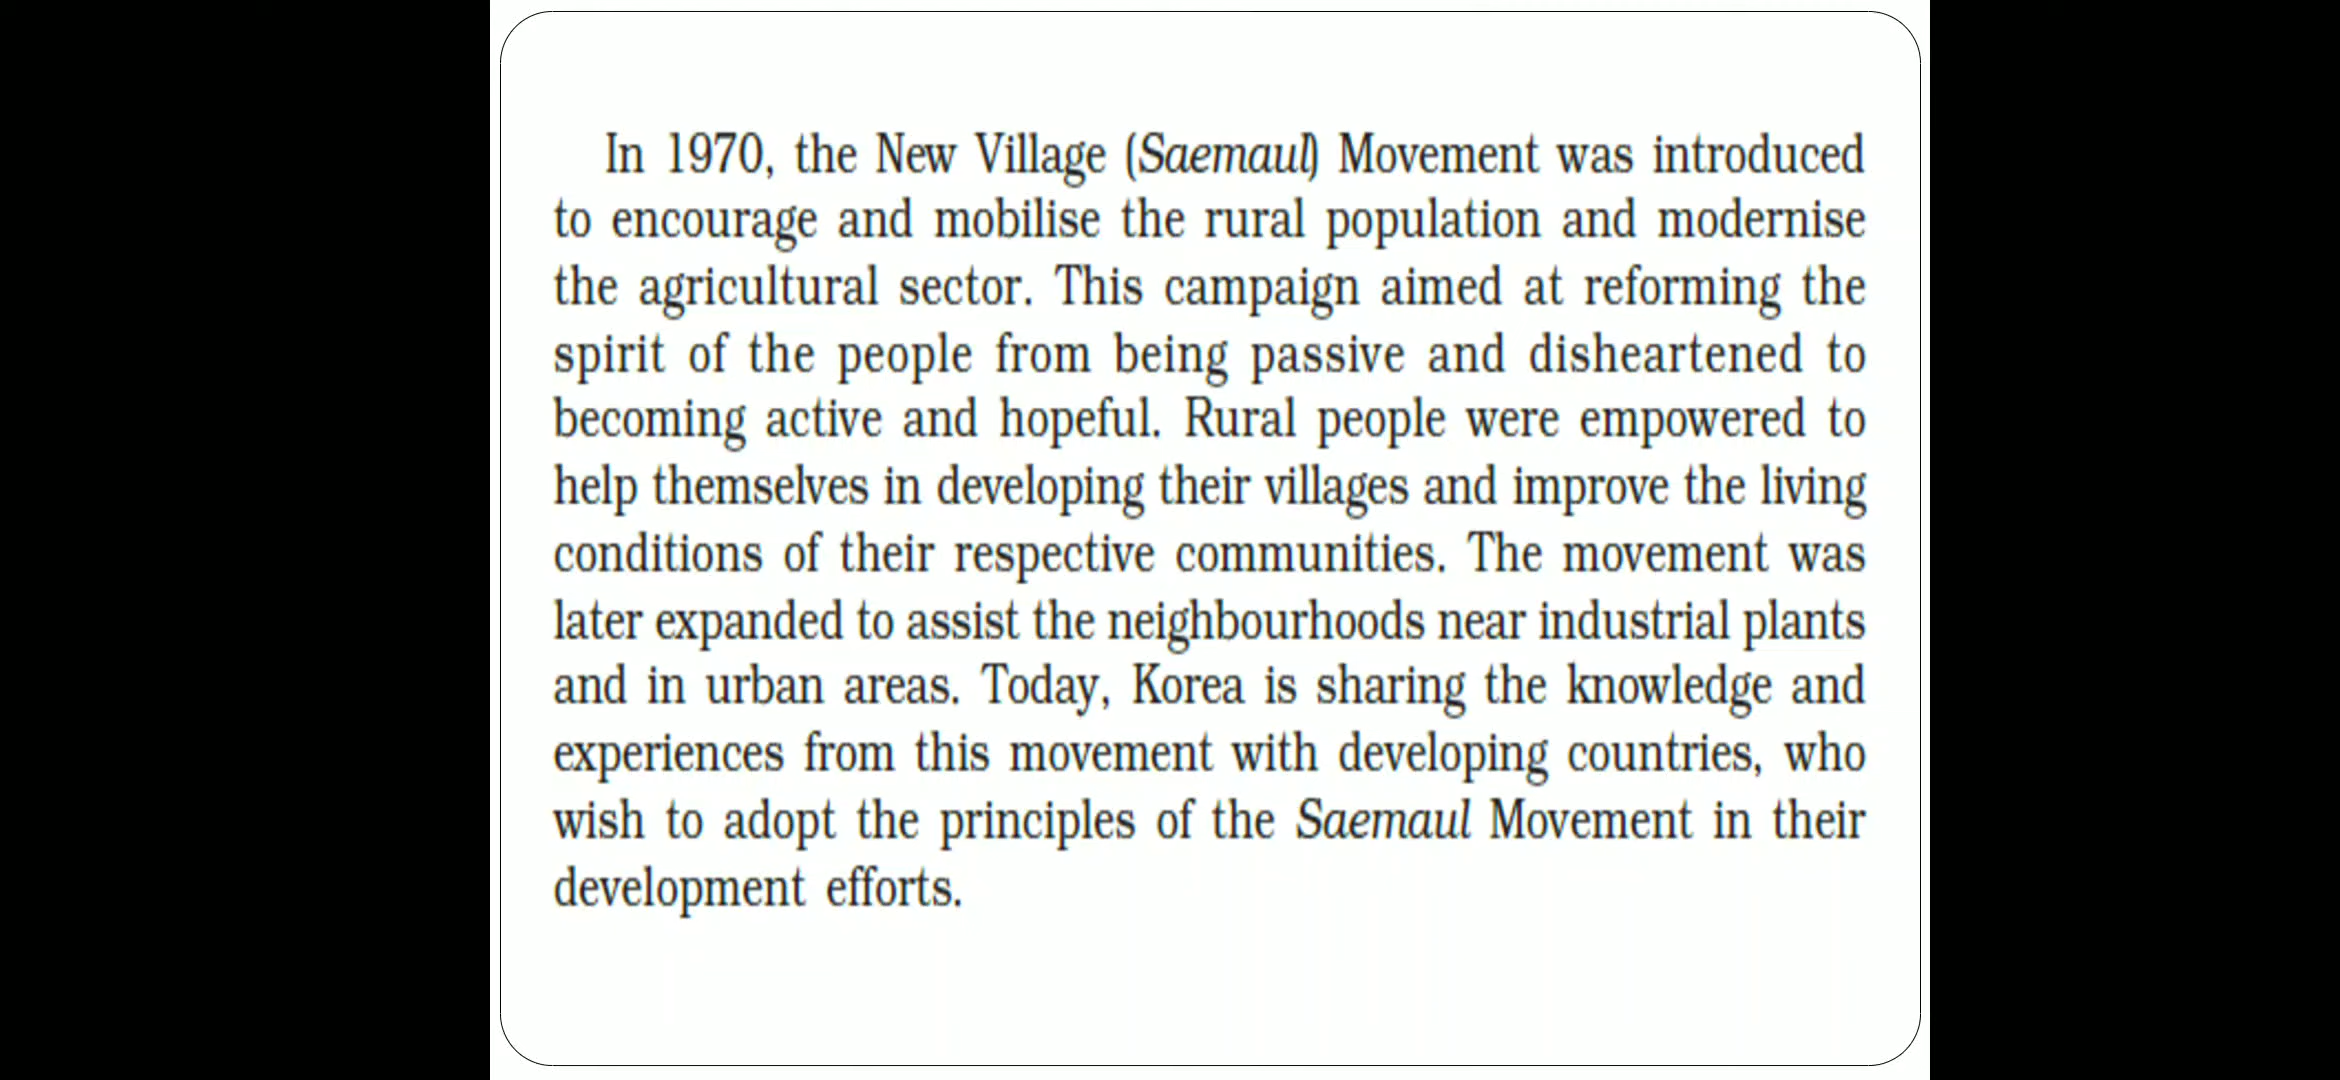 In 1970, the New Village (Saemaul) Movement was introduced
to encourage and mobilise the rural population and modernise
the agricultural sector. This campaign aimed at reforming the
spirit of the people from being passive and disheartened to
becoming active and hopeful. Rural people were empowered to
help themselves in developing their villages and improve the living
conditions of their respective communities. The movement was
later expanded to assist the neighbourhoods near industrial plants
and in urban areas. Today, Korea is sharing the knowledge and
experiences from this movement with developing countries, who
wish to adopt the principles of the Saemaul Movement in their
development efforts.